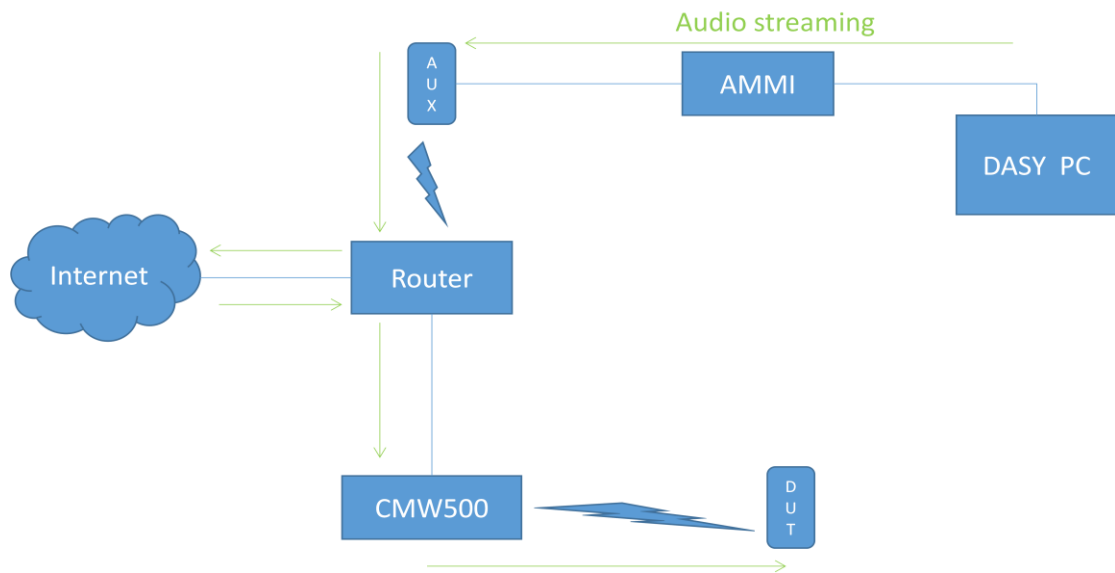 Audio streaming
A
U
X
AMMI
DASY PC
Internet
Router
CMW500
D
U
T